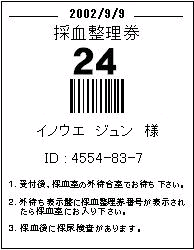 2002/9/9
採血整理券
24
イノウエ ジュン 様
ID：4554-83-7
1. 受付後、採血室の外待合室でお待ち下さい。
2. 外待ち表示盤に採血整理券番号が表示され
たら採血室にお入り下さい。
3. 採血後に採尿検査があります。